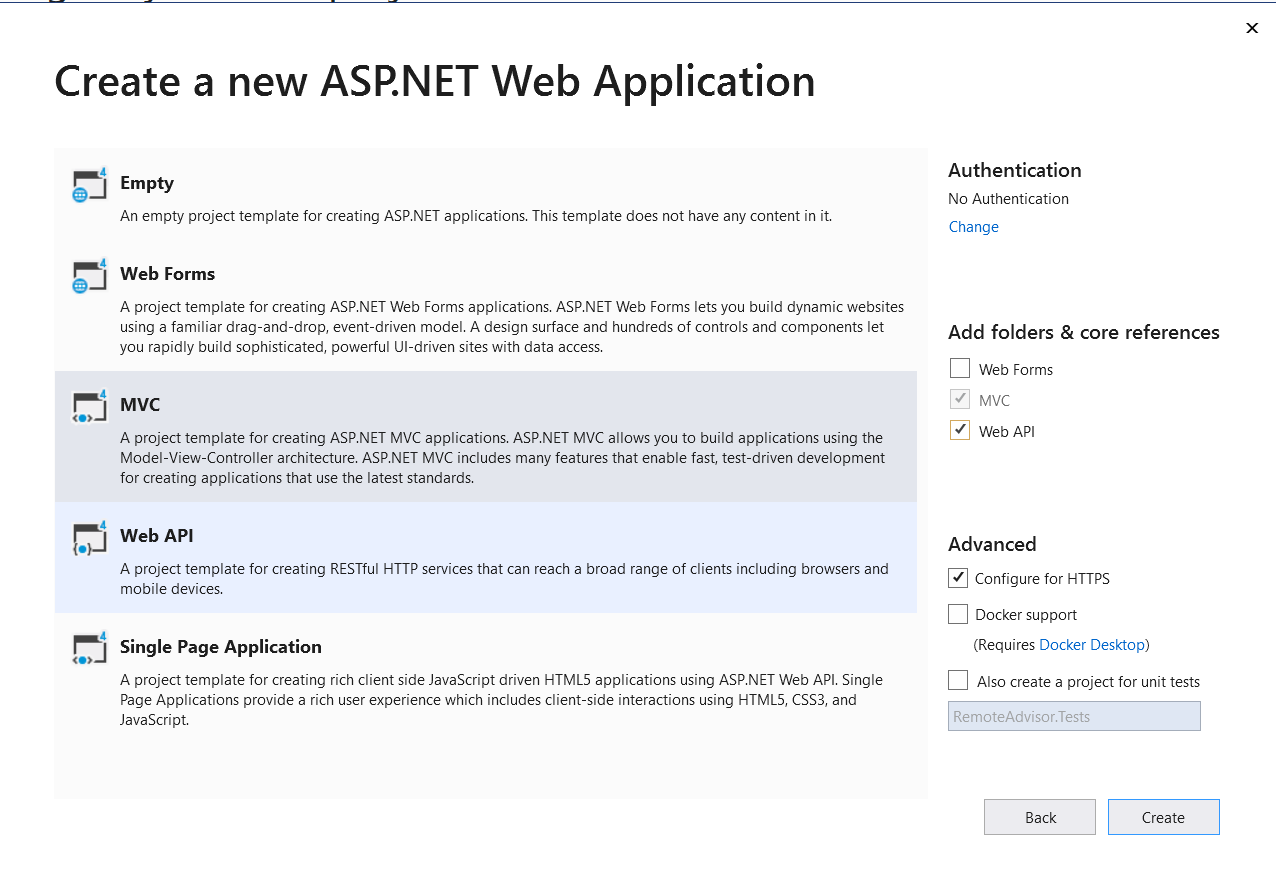 Create a new ASP.NET Web Application
Empty
An empty project template for creating ASP.NET applications. This template does not have any content in it.
Web Forms
A project template for creating ASP.NET Web Forms applications. ASP.NET Web Forms lets you build dynamic websites
using a familiar drag-and-drop, event-driven model. A design surface and hundreds of controls and components let
you rapidly build sophisticated, powerful UI-driven sites with data access.
MVC
A project template for creating ASP.NET MVC applications. ASP.NET MVC allows you to build applications using the
Model-View-Controller architecture. ASP.NET MVC includes many features that enable fast, test-driven development
for creating applications that use the latest standards.
Web API
A project template for creating RESTful HTTP services that can reach a broad range of clients including browsers and
mobile devices.
Single Page Application
A project template for creating rich client side JavaScript driven HTML5 applications using ASP.NET Web API. Single
Page Applications provide a rich user experience which includes client-side interactions using HTML5, CSS3, and
JavaScript.
Authentication
No Authentication
Change
Add folders & core references
Web Forms
MVC
Web API
Advanced
Configure for HTTPS
Docker support
(Requires Docker Desktop)
Also create a project for unit tests
RemoteAdvisor.Tests
Back
Create